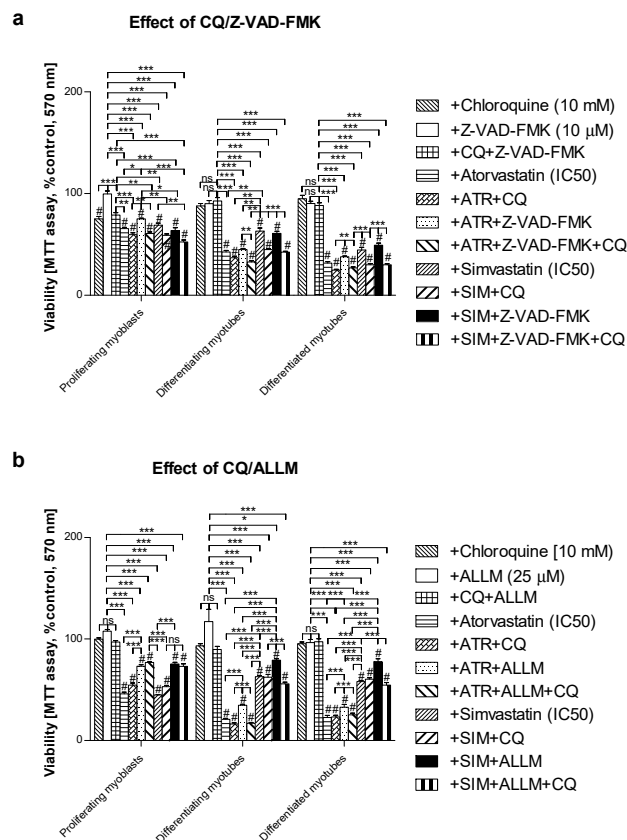 a
Effect of CQ/Z-VAD-FMK
Viability [MTT assay, % control, 570 nm]
200
100
0
Proliferating myoblasts
Differentiating myotubes
Differentiated myotubes
+Chloroquine (10 mM)
+Z-VAD-FMK (10 µM)
+CQ+Z-VAD-FMK
+Atorvastatin (IC50)
+ATR+CQ
+ATR+Z-VAD-FMK
+ATR+Z-VAD-FMK+CQ
+Simvastatin (IC50)
+SIM+CQ
+SIM+Z-VAD-FMK
+SIM+Z-VAD-FMK+CQ
b
Effect of CQ/ALLM
Viability [MTT assay, % control, 570 nm]
200
100
0
Proliferating myoblasts
Differentiating myotubes
Differentiated myotubes
+Chloroquine [10 mM)
+ALLM (25 µM)
+CQ+ALLM
+Atorvastatin (IC50)
+ATR+CQ
+ATR+ALLM
+ATR+ALLM+CQ
+Simvastatin (IC50)
+SIM+CQ
+SIM+ALLM
+SIM+ALLM+CQ